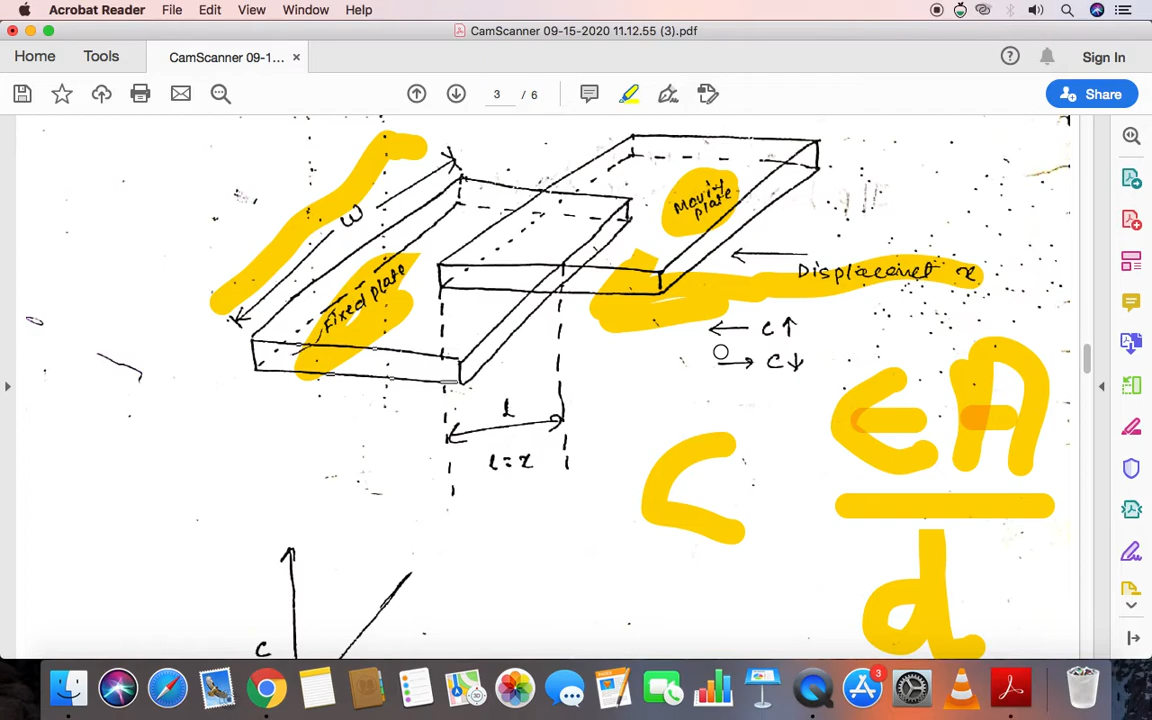 Acrobat Reader File Edit View Window Help
CamScanner 09-15-2020 11.12.55 (3).pdf
Home Tools CamScanner 09-1... × Sign In
3 / 6 Share
w
Moving plate
Fixed plate
Displacement x
← C↑
→ C↓
l
l = x
C ϵA
d
C
3